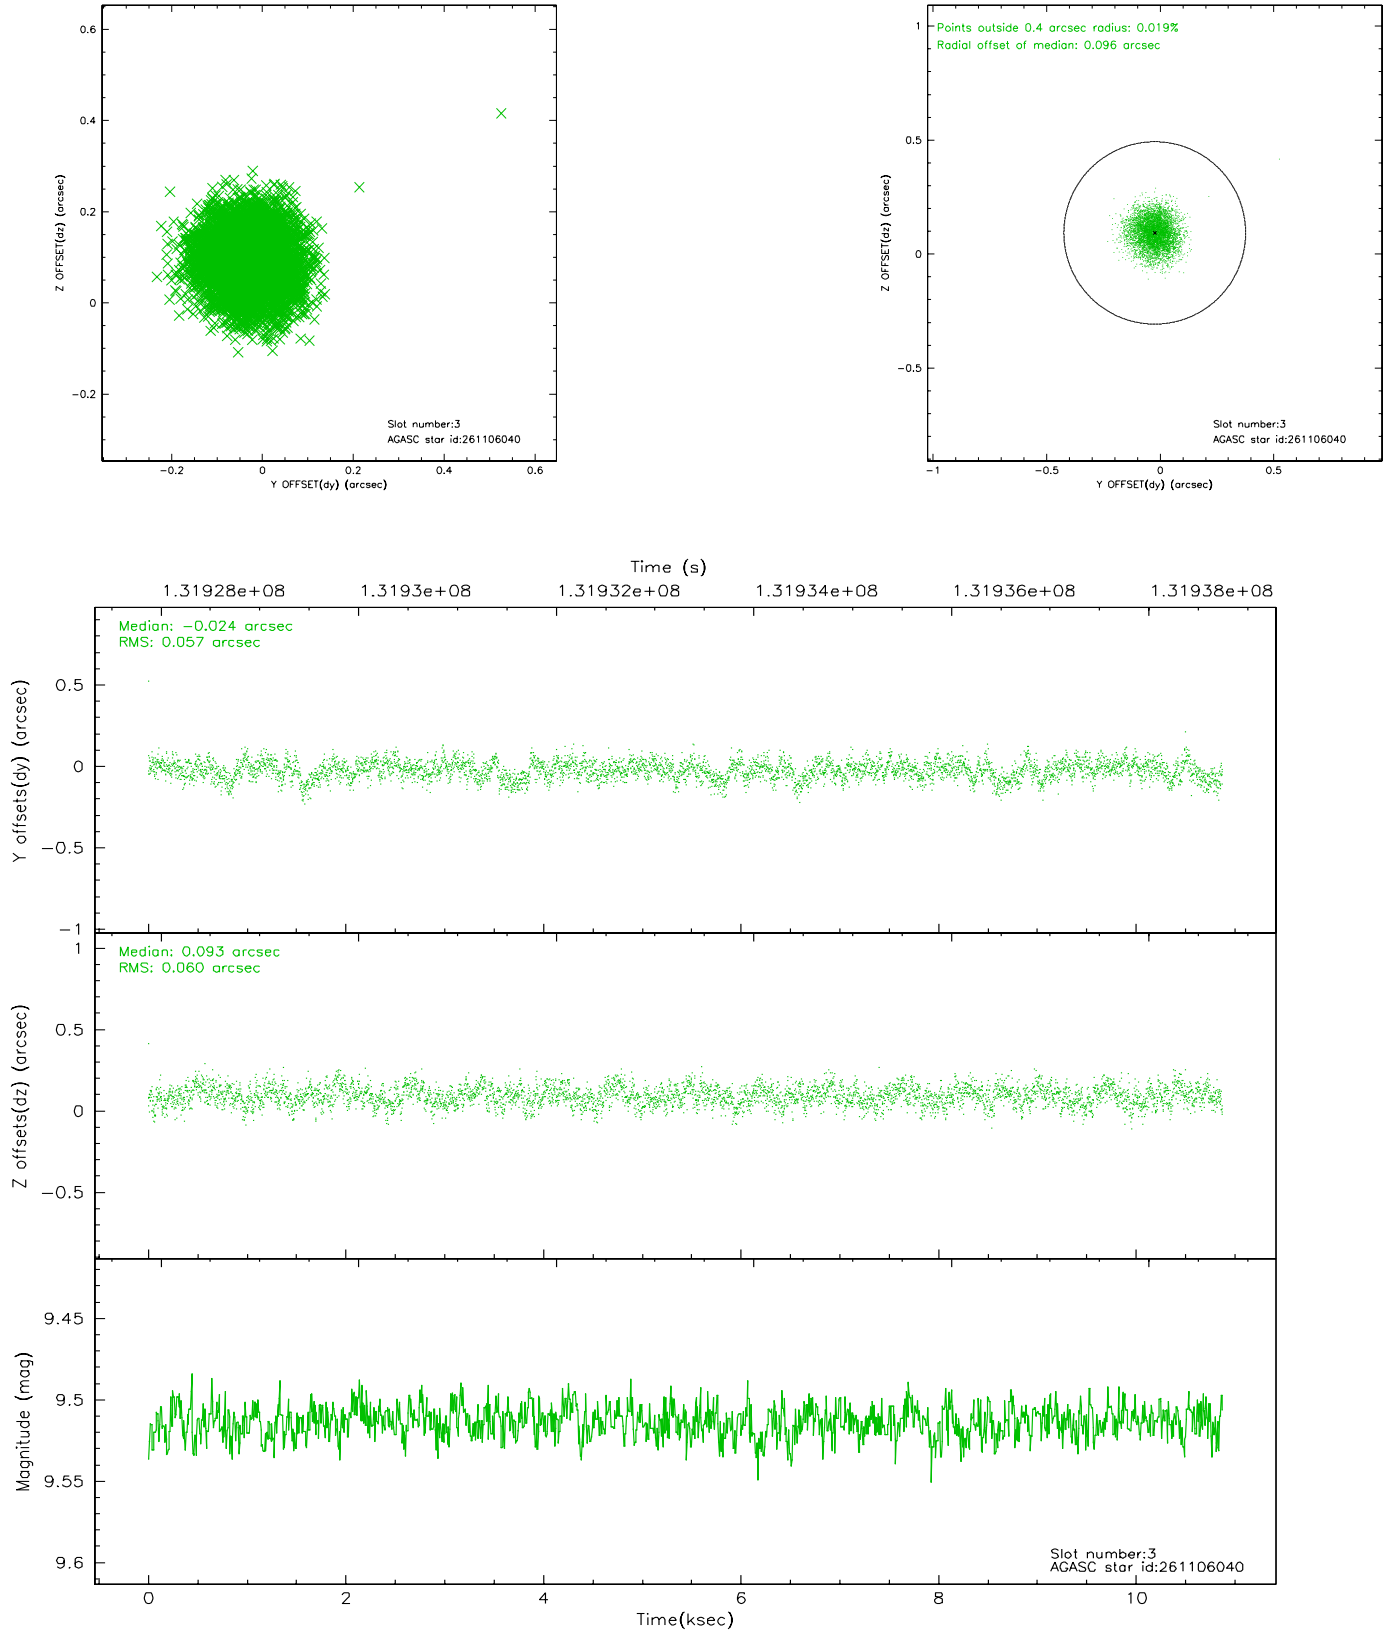 0.6
0.4
0.2
0
−0.2
Z OFFSET(dz) (arcsec)
Slot number:3
AGASC star id:261106040
−0.2 0 0.2 0.4 0.6
Y OFFSET(dy) (arcsec)
Points outside 0.4 arcsec radius: 0.019%
Radial offset of median: 0.096 arcsec
1
0.5
0
−0.5
Z OFFSET(dz) (arcsec)
Slot number:3
AGASC star id:261106040
−1 −0.5 0 0.5
Y OFFSET(dy) (arcsec)
Time (s)
1.31928e+08 1.3193e+08 1.31932e+08 1.31934e+08 1.31936e+08 1.31938e+08
Median: −0.024 arcsec
RMS: 0.057 arcsec
0.5
0
−0.5
−1
Y offsets(dy) (arcsec)
Median: 0.093 arcsec
RMS: 0.060 arcsec
1
0.5
0
−0.5
Z offsets(dz) (arcsec)
9.45
9.5
9.55
9.6
Magnitude (mag)
Slot number:3
AGASC star id:261106040
0 2 4 6 8 10
Time(ksec)